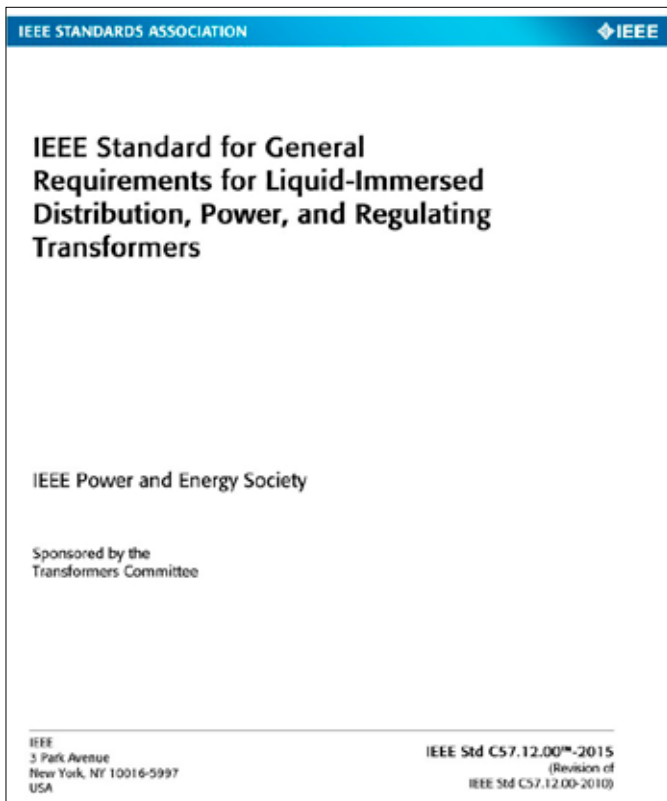 IEEE STANDARDS ASSOCIATION
IEEE
IEEE Standard for General
Requirements for Liquid-Immersed
Distribution, Power, and Regulating
Transformers
IEEE Power and Energy Society
Sponsored by the
Transformers Committee
IEEE
3 Park Avenue
New York, NY 10016-5997
USA
IEEE Std C57.12.00™-2015
(Revision of
IEEE Std C57.12.00-2010)